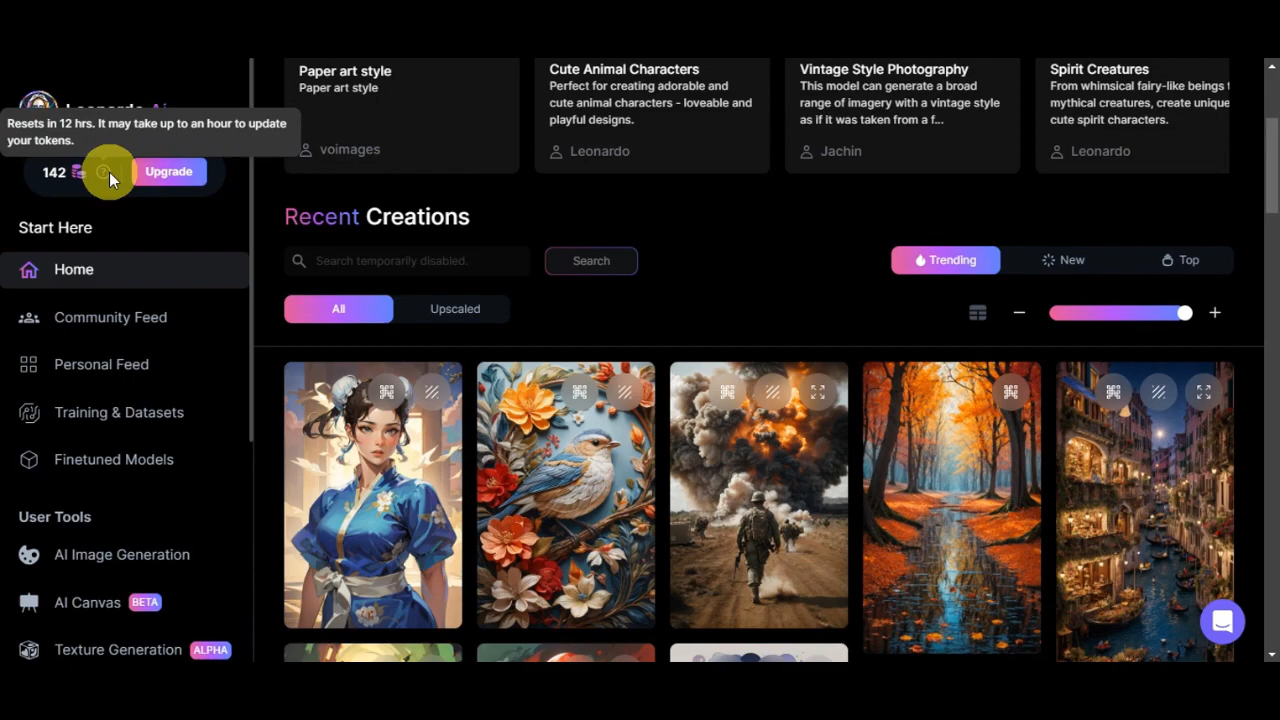 Leonardo Ai
Resets in 12 hrs. It may take up to an hour to update
your tokens.
142
Upgrade
Start Here
Home
Community Feed
Personal Feed
Training & Datasets
Finetuned Models
User Tools
AI Image Generation
AI Canvas BETA
Texture Generation ALPHA
Paper art style
Paper art style
voimages
Cute Animal Characters
Perfect for creating adorable and
cute animal characters - loveable and
playful designs.
Leonardo
Vintage Style Photography
This model can generate a broad
range of imagery with a vintage style
as if it was taken from a f...
Jachin
Spirit Creatures
From whimsical fairy-like beings
mythical creatures, create unique
cute spirit characters.
Leonardo
Recent Creations
Search temporarily disabled.
Search
Trending
New
Top
All
Upscaled